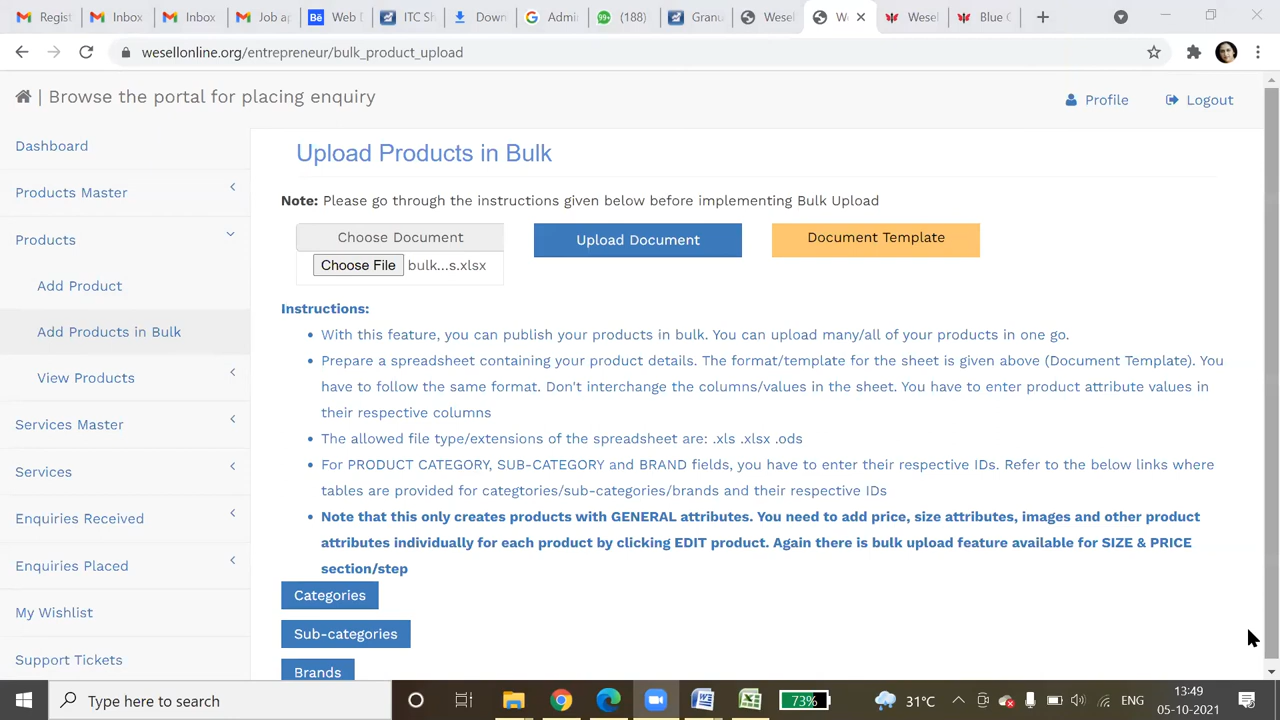 Regist
Inbox
Inbox
Job a
Web D
ITC Sh
Down
Admi
99+
(188)
Granu
Wesel
We
Wesel
Blue C
wesellonline.org/entrepreneur/bulk_product_upload
| Browse the portal for placing enquiry
Profile
Logout
Dashboard
Products Master
Products
Add Product
Add Products in Bulk
View Products
Services Master
Services
Enquiries Received
Enquiries Placed
My Wishlist
Support Tickets
Upload Products in Bulk
Note: Please go through the instructions given below before implementing Bulk Upload
Choose Document
Upload Document
Document Template
Choose File bulk...s.xlsx
Instructions:
• With this feature, you can publish your products in bulk. You can upload many/all of your products in one go.
• Prepare a spreadsheet containing your product details. The format/template for the sheet is given above (Document Template). You
have to follow the same format. Don't interchange the columns/values in the sheet. You have to enter product attribute values in
their respective columns
• The allowed file type/extensions of the spreadsheet are: .xls .xlsx .ods
• For PRODUCT CATEGORY, SUB-CATEGORY and BRAND fields, you have to enter their respective IDs. Refer to the below links where
tables are provided for categtories/sub-categories/brands and their respective IDs
• Note that this only creates products with GENERAL attributes. You need to add price, size attributes, images and other product
attributes individually for each product by clicking EDIT product. Again there is bulk upload feature available for SIZE & PRICE
section/step
Categories
Sub-categories
Brands
Type here to search
73%
31°C
ENG
13:49
05-10-2021